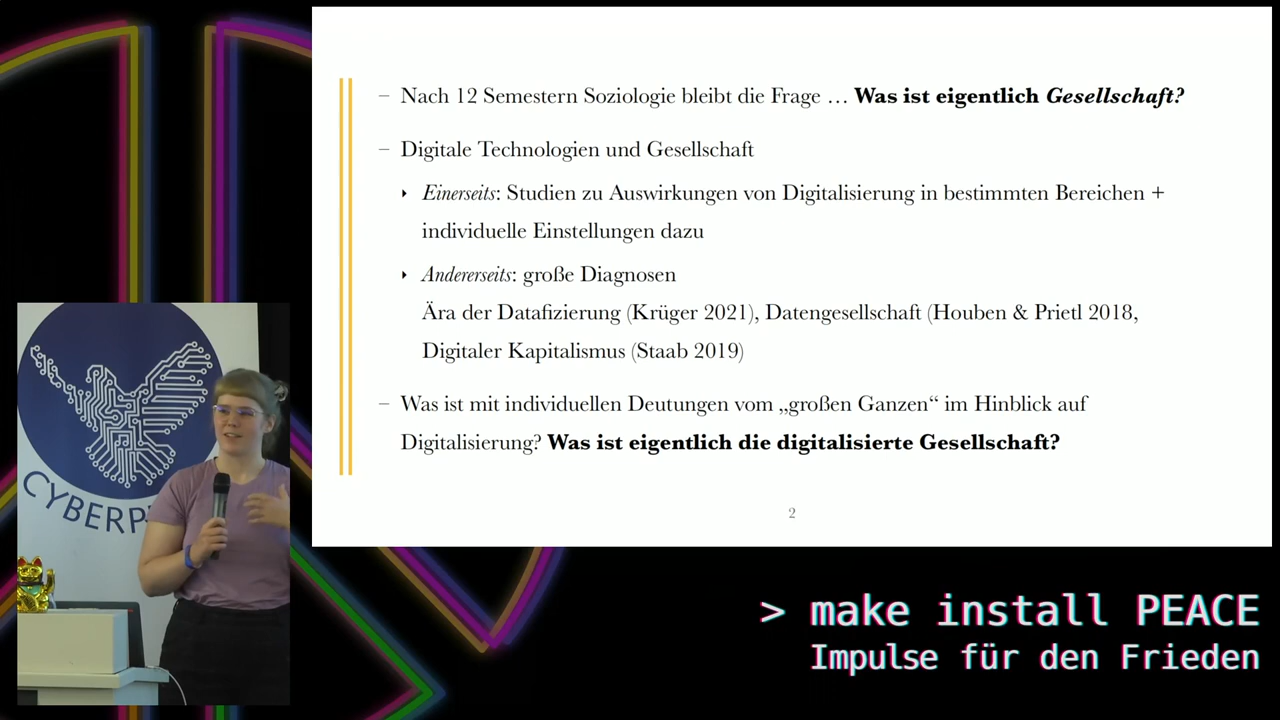 – Nach 12 Semestern Soziologie bleibt die Frage … Was ist eigentlich Gesellschaft?
– Digitale Technologien und Gesellschaft
‣ Einerseits: Studien zu Auswirkungen von Digitalisierung in bestimmten Bereichen +
individuelle Einstellungen dazu
‣ Andererseits: große Diagnosen
Ära der Datafizierung (Krüger 2021), Datengesellschaft (Houben & Prietl 2018,
Digitaler Kapitalismus (Staab 2019)
– Was ist mit individuellen Deutungen vom „großen Ganzen“ im Hinblick auf
Digitalisierung? Was ist eigentlich die digitalisierte Gesellschaft?
2
CYBERP
> make install PEACE
Impulse für den Frieden